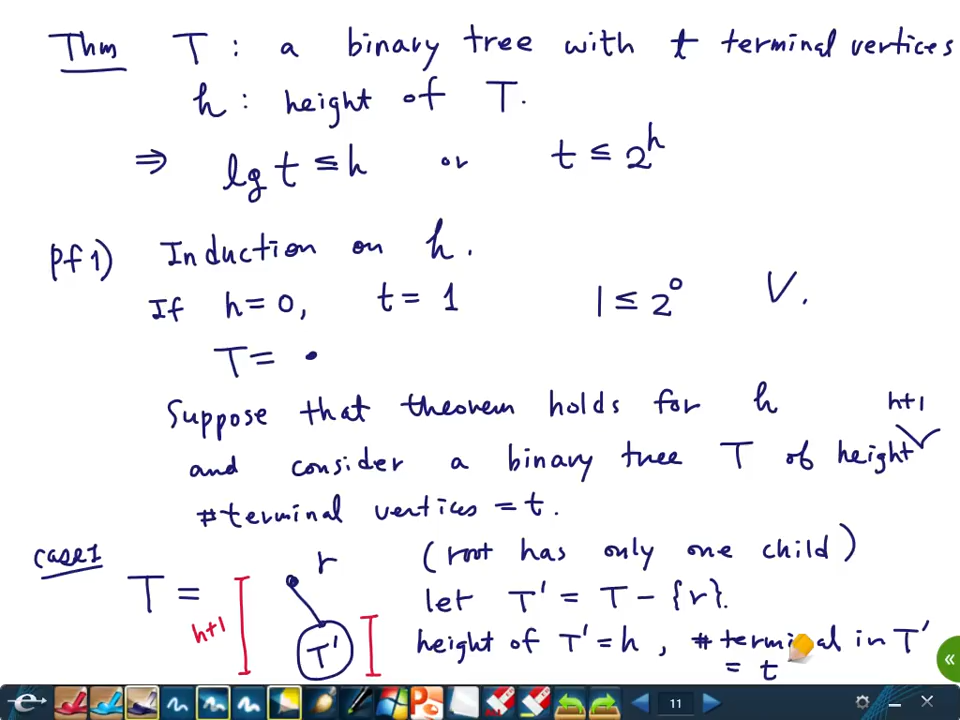 Thm T : a binary tree with t terminal vertices
h : height of T.
⇒ lg t ≤ h or t ≤ 2^h
pf 1) Induction on h.
If h = 0, t = 1 1 ≤ 2^0 V.
T = •
Suppose that theorem holds for h
h+1
and consider a binary tree T of height
#terminal vertices = t.
case1 r (root has only one child)
T = h+1 T' let T' = T - {r}.
height of T' = h, #terminal in T'
= t
11